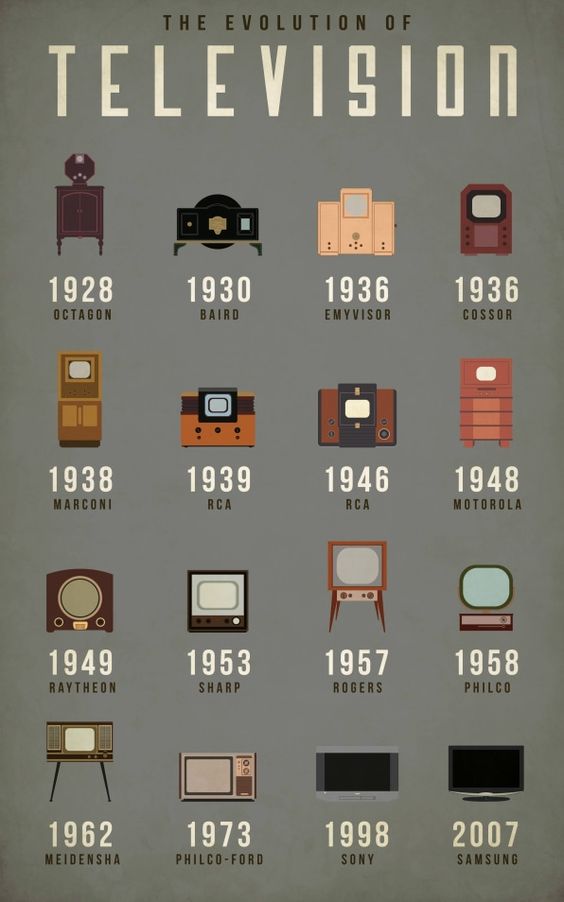 THE EVOLUTION OF
TELEVISION
1928 1930 1936 1936
OCTAGON BAIRD EMYVISOR COSSOR
1938 1939 1946 1948
MARCONI RCA RCA MOTOROLA
1949 1953 1957 1958
RAYTHEON SHARP ROGERS PHILCO
1962 1973 1998 2007
MEIDENSHA PHILCO-FORD SONY SAMSUNG